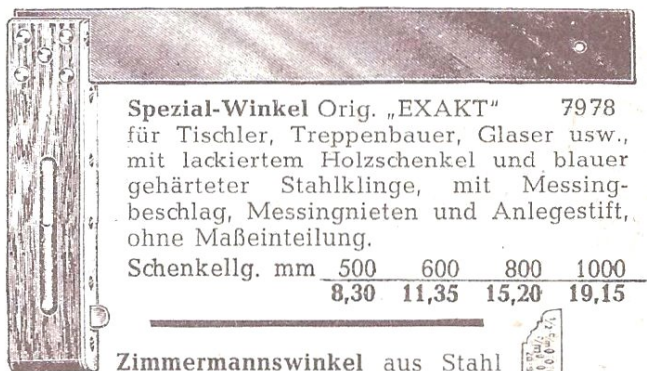 Spezial-Winkel Orig. „EXAKT" 7978
für Tischler, Treppenbauer, Glaser usw.,
mit lackiertem Holzschenkel und blauer
gehärteter Stahlklinge, mit Messing-
beschlag, Messingnieten und Anlegestift,
ohne Maßeinteilung.
Schenkellg. mm 500 600 800 1000
8,30 11,35 15,20 19,15
Zimmermannswinkel aus Stahl